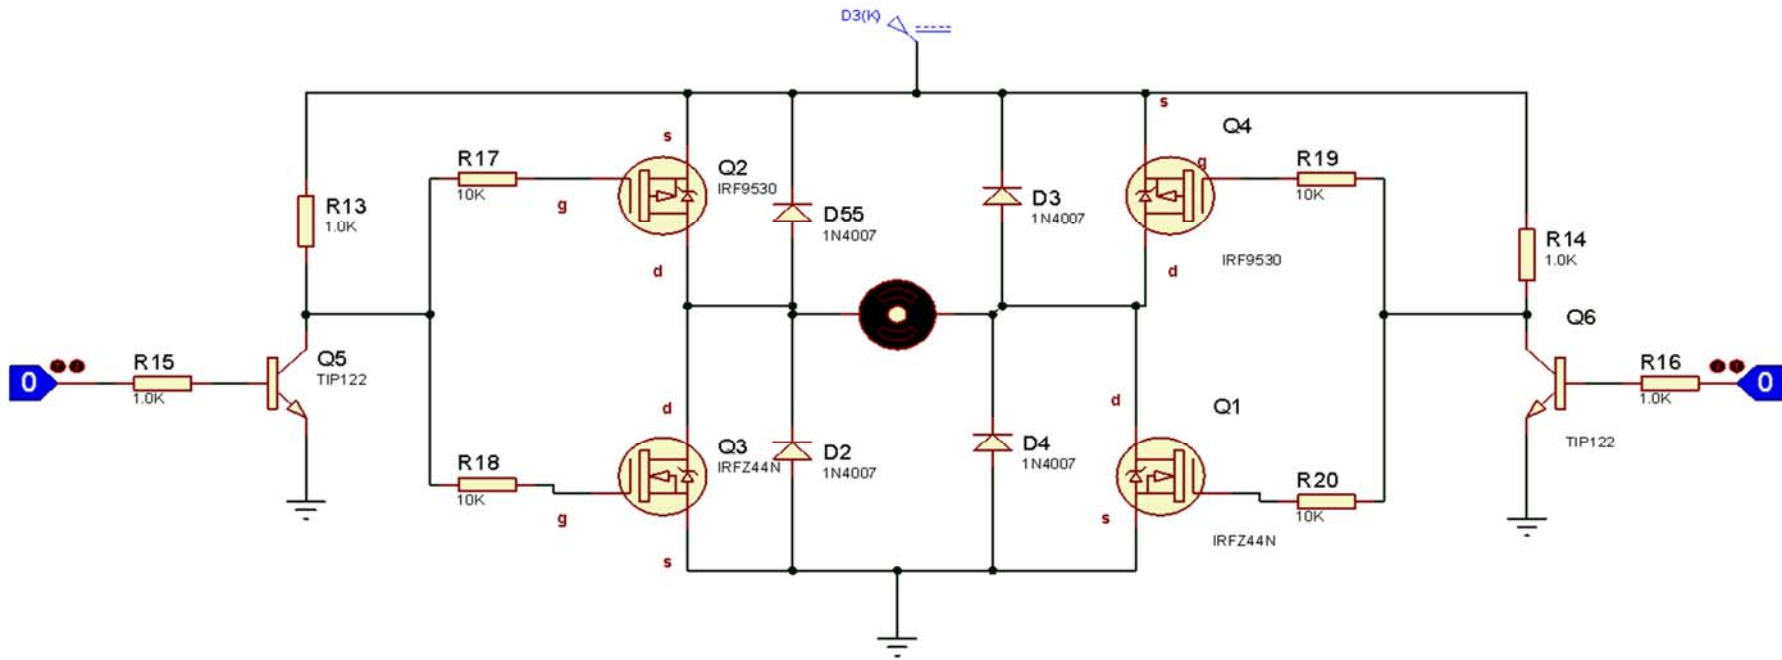 D3(K)
s
s
Q4
R17
10K
g
Q2
IRF9530
g
R19
10K
R13
1.0K
D55
1N4007
D3
1N4007
R14
1.0K
d
d
IRF9530
Q5
TIP122
Q6
0
R15
1.0K
R16
1.0K
0
d
d
Q1
R18
10K
g
Q3
IRFZ44N
D2
1N4007
D4
1N4007
TIP122
R20
10K
s
s
IRFZ44N